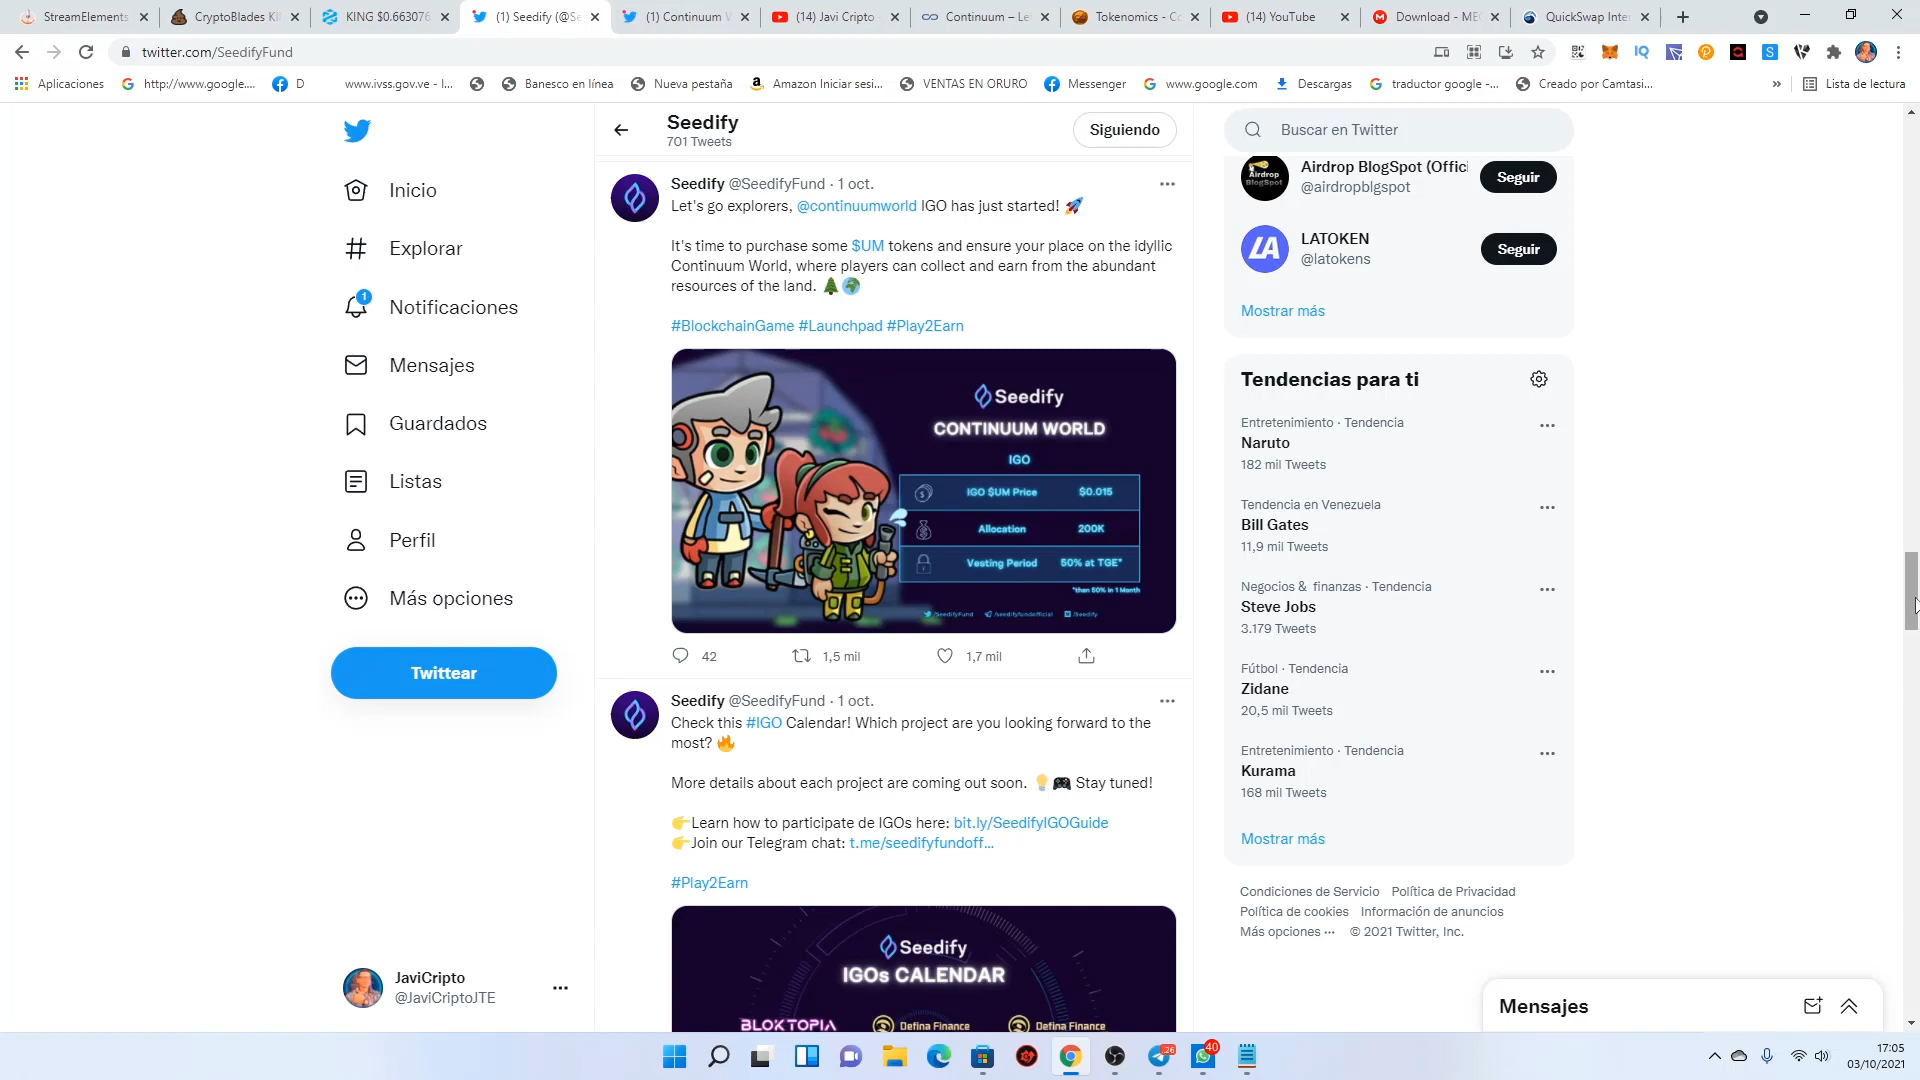 StreamElements
CryptoBlades KI
KING $0.663076
(1) Seedify (@Se
(1) Continuum W
(14) Javi Cripto
Continuum – Le
Tokenomics - Co
(14) YouTube
Download - ME
QuickSwap Inte
twitter.com/SeedifyFund
Aplicaciones
http://www.google....
D
www.ivss.gov.ve - I...
Banesco en línea
Nueva pestaña
Amazon Iniciar sesi...
VENTAS EN ORURO
Messenger
www.google.com
Descargas
traductor google -...
Creado por Camtasi...
»
Lista de lectura
Inicio
Explorar
1
Notificaciones
Mensajes
Guardados
Listas
Perfil
Más opciones
Twittear
JaviCripto
@JaviCriptoJTE
Seedify
701 Tweets
Siguiendo
Seedify @SeedifyFund · 1 oct.
Let's go explorers, @continuumworld IGO has just started! 🚀
It's time to purchase some $UM tokens and ensure your place on the idyllic
Continuum World, where players can collect and earn from the abundant
resources of the land. 🌲🌍
#BlockchainGame #Launchpad #Play2Earn
Seedify
CONTINUUM WORLD
IGO
IGO $UM Price $0.015
Allocation 200K
Vesting Period 50% at TGE*
*then 50% in 1 Month
/SeedifyFund /seedifyfundofficial /Seedify
42
1,5 mil
1,7 mil
Seedify @SeedifyFund · 1 oct.
Check this #IGO Calendar! Which project are you looking forward to the
most? 🔥
More details about each project are coming out soon. 💡🎮 Stay tuned!
👉Learn how to participate de IGOs here: bit.ly/SeedifyIGOGuide
👉Join our Telegram chat: t.me/seedifyfundoff...
#Play2Earn
Seedify
IGOs CALENDAR
BLOKTOPIA
Defina Finance
Defina Finance
Buscar en Twitter
Airdrop BlogSpot (Offici
@airdropblgspot
Seguir
LATOKEN
@latokens
Seguir
Mostrar más
Tendencias para ti
Entretenimiento · Tendencia
Naruto
182 mil Tweets
Tendencia en Venezuela
Bill Gates
11,9 mil Tweets
Negocios & finanzas · Tendencia
Steve Jobs
3.179 Tweets
Fútbol · Tendencia
Zidane
20,5 mil Tweets
Entretenimiento · Tendencia
Kurama
168 mil Tweets
Mostrar más
Condiciones de Servicio Política de Privacidad
Política de cookies Información de anuncios
Más opciones ··· © 2021 Twitter, Inc.
Mensajes
26
40
17:05
03/10/2021